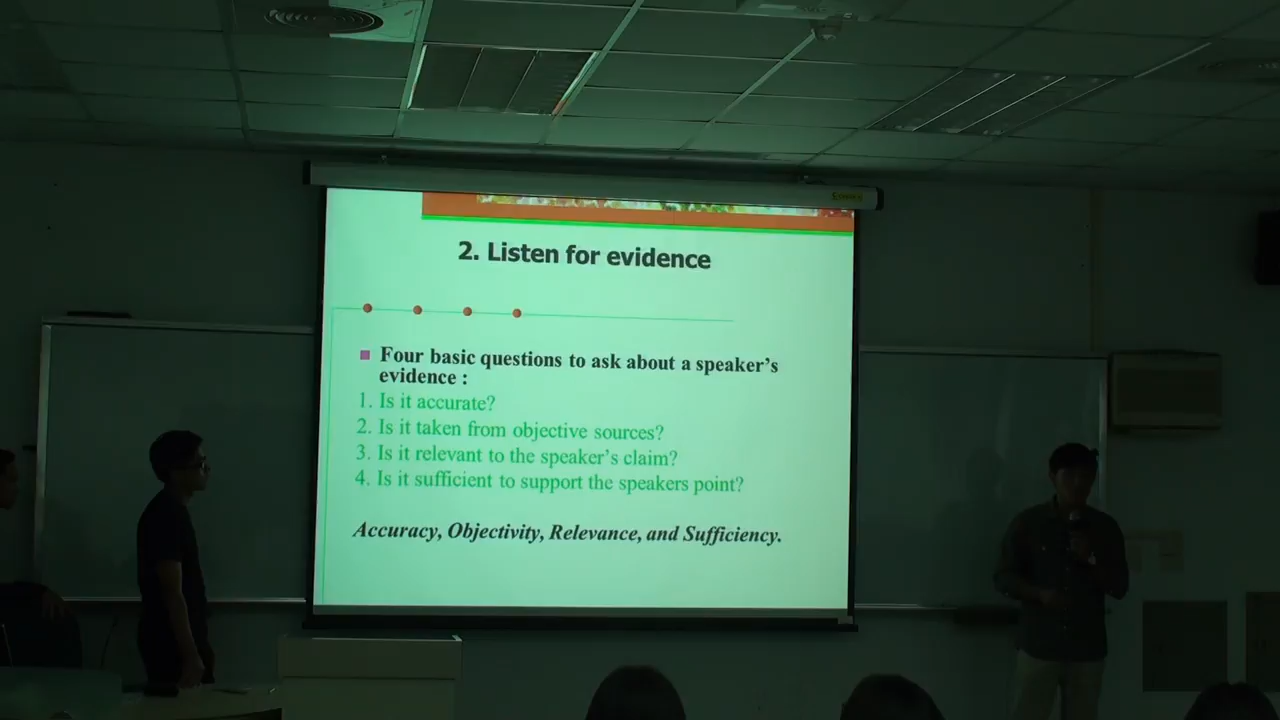 2. Listen for evidence
Four basic questions to ask about a speaker's
evidence :
1. Is it accurate?
2. Is it taken from objective sources?
3. Is it relevant to the speaker's claim?
4. Is it sufficient to support the speakers point?
Accuracy, Objectivity, Relevance, and Sufficiency.